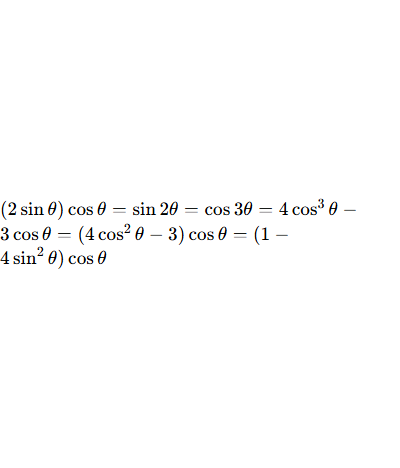 (2 sin θ) cos θ = sin 2θ = cos 3θ = 4 cos³ θ −
3 cos θ = (4 cos² θ − 3) cos θ = (1 −
4 sin² θ) cos θ